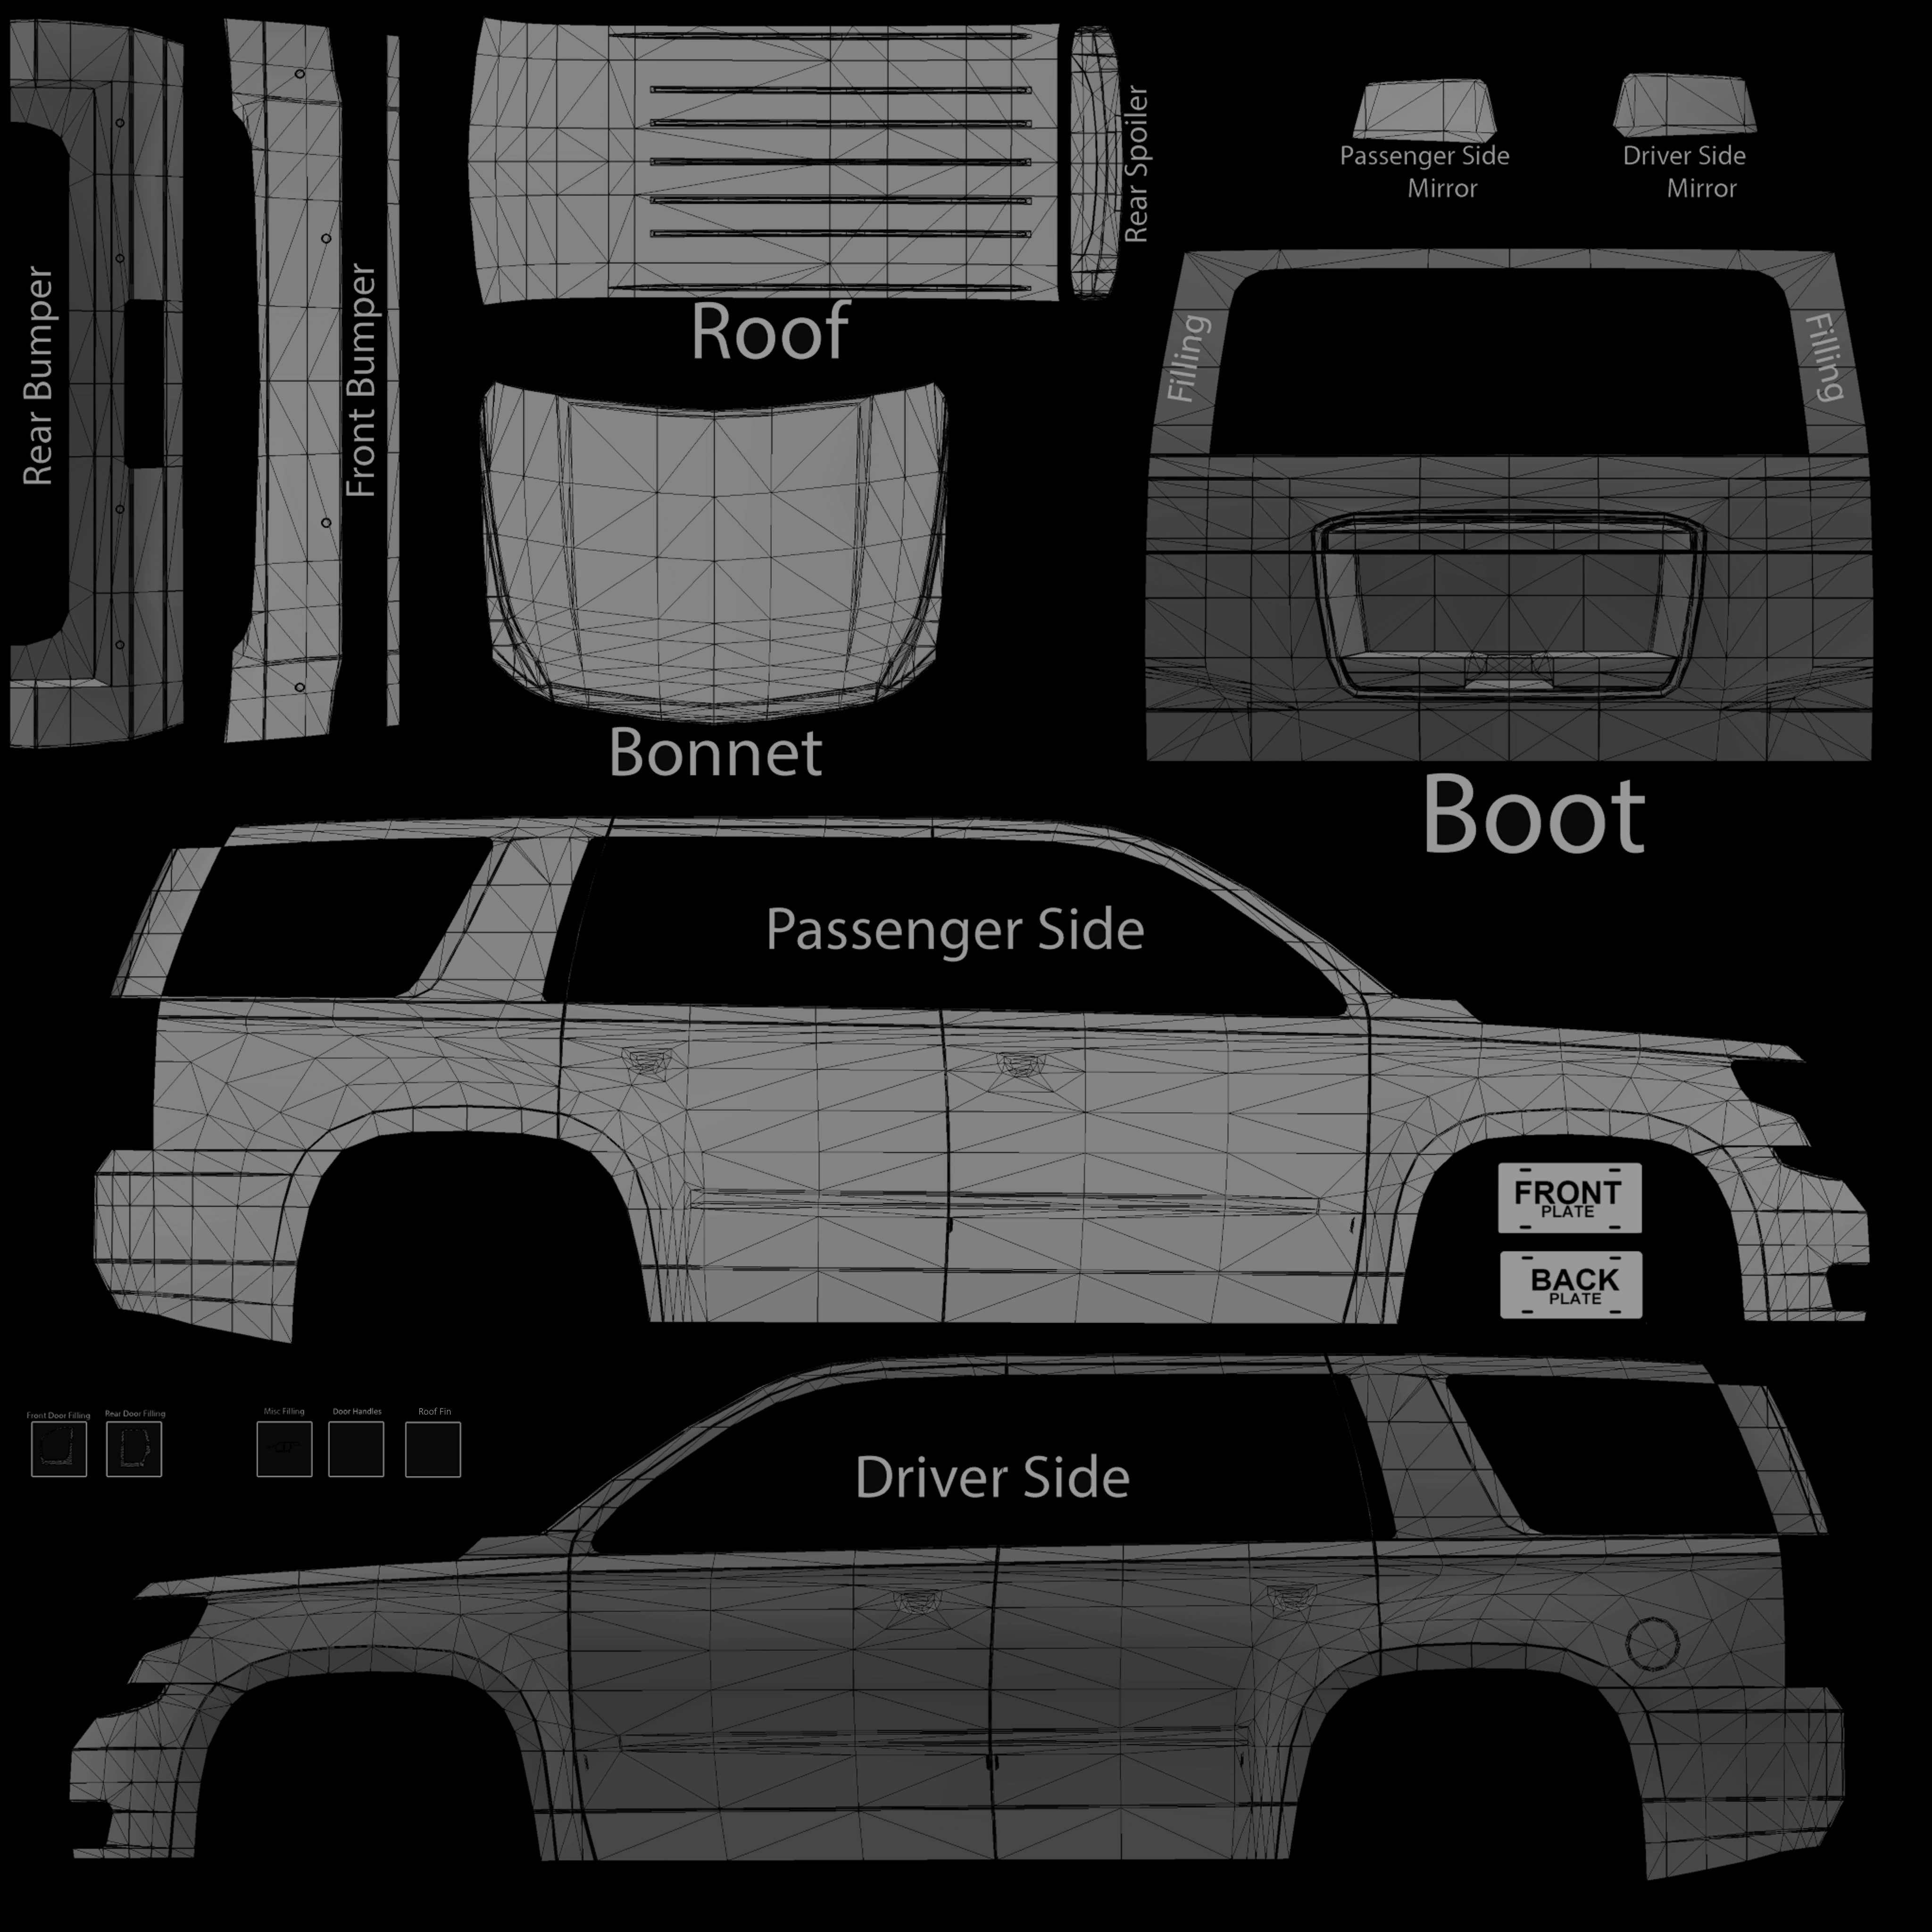 Rear Bumper
Front Bumper
Roof
Rear Spoiler
Passenger Side
Mirror
Driver Side
Mirror
Filling
Filling
Bonnet
Boot
Passenger Side
FRONT
PLATE
BACK
PLATE
Front Door Filling
Rear Door Filling
Misc Filling
Door Handles
Roof Fin
Driver Side